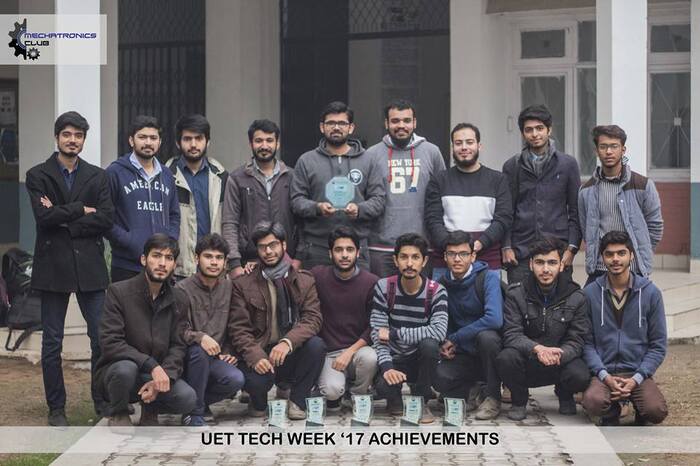 MECHATRONICS
CLUB
NEW YORK
67
AMERICAN
EAGLE
UET TECH WEEK ‘17 ACHIEVEMENTS